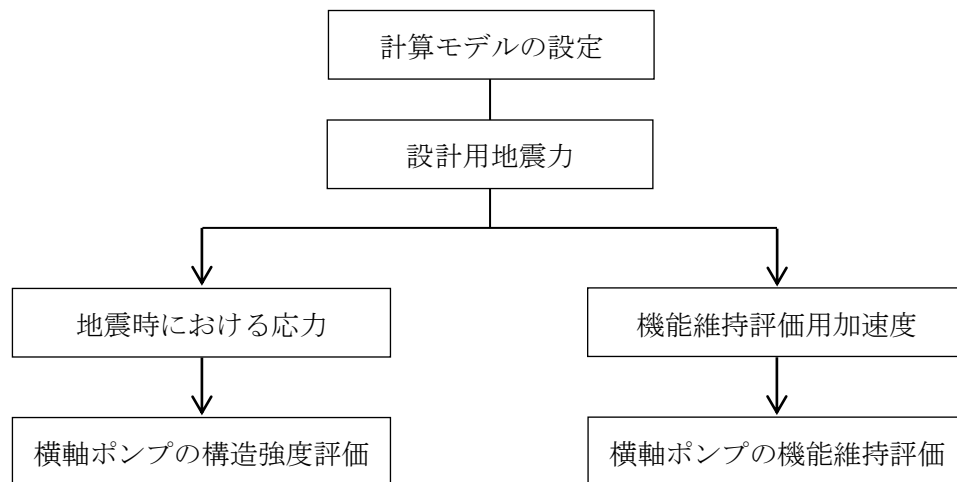 計算モデルの設定
設計用地震力
地震時における応力
機能維持評価用加速度
横軸ポンプの構造強度評価
横軸ポンプの機能維持評価